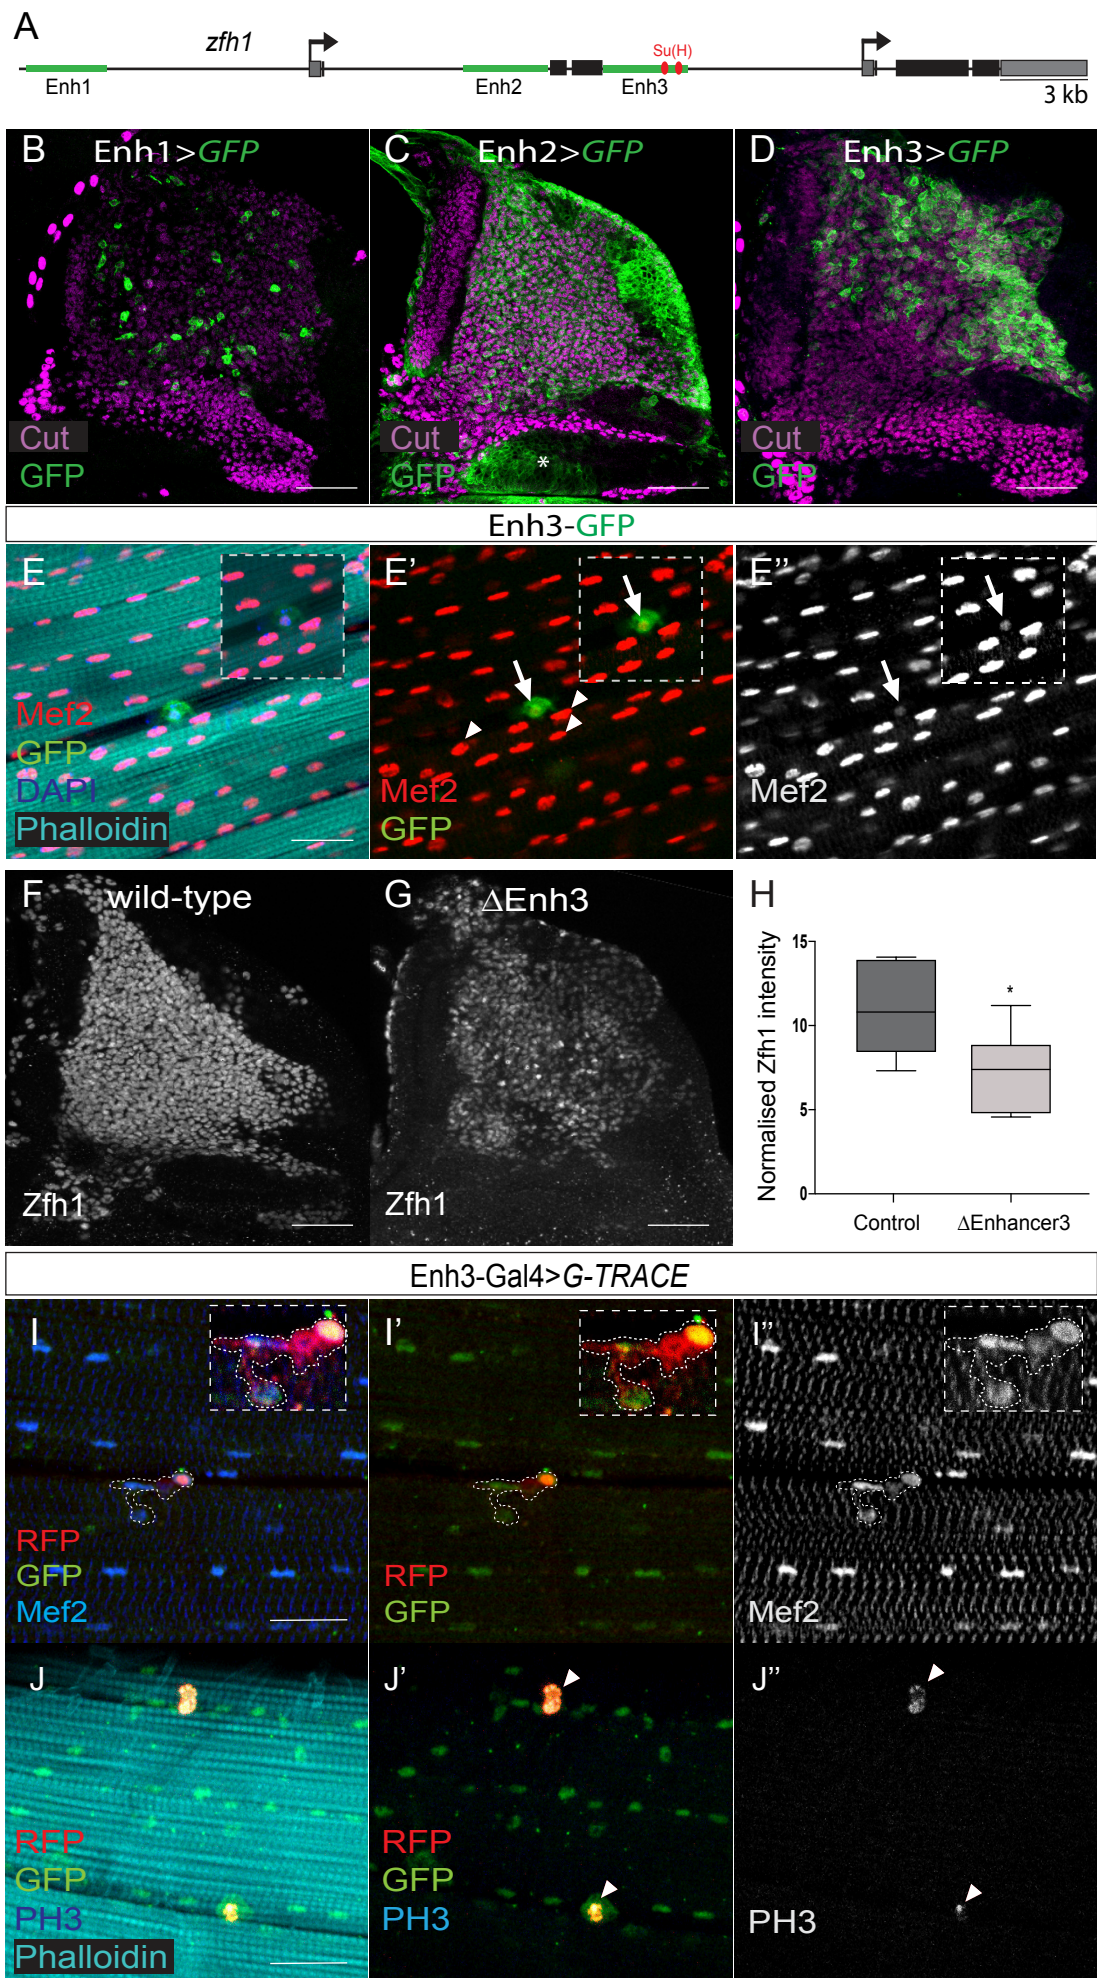 A
zfh1
Su(H)
Enh1
Enh2
Enh3
3 kb
B
Enh1>GFP
Cut
GFP
C
Enh2>GFP
Cut
GFP
*
D
Enh3>GFP
Cut
GFP
Enh3-GFP
E
Mef2
GFP
DAPI
Phalloidin
E'
Mef2
GFP
E''
Mef2
F
wild-type
Zfh1
G
ΔEnh3
Zfh1
H
Normalised Zfh1 intensity
15
10
5
0
*
Control
ΔEnhancer3
Enh3-Gal4>G-TRACE
I
RFP
GFP
Mef2
I'
RFP
GFP
I''
Mef2
J
RFP
GFP
PH3
Phalloidin
J'
RFP
GFP
PH3
J''
PH3